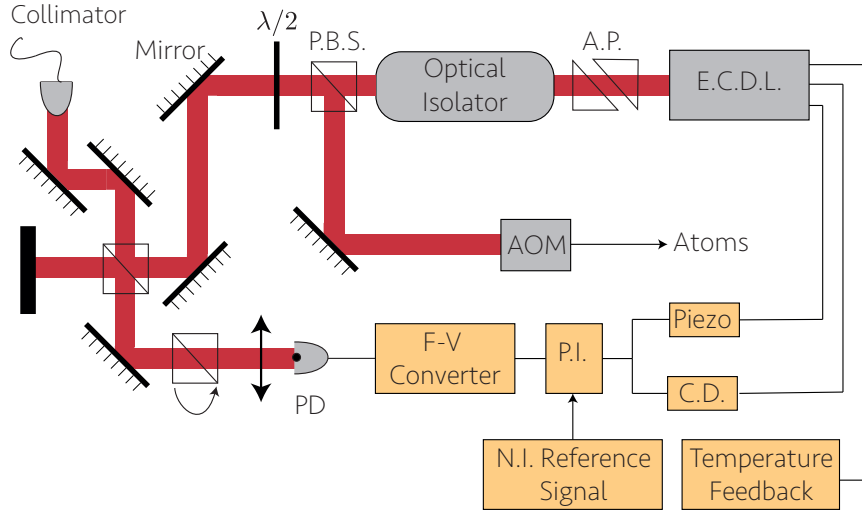 Collimator
Mirror
λ/2
P.B.S.
Optical
Isolator
A.P.
E.C.D.L.
AOM
Atoms
PD
F-V
Converter
P.I.
Piezo
C.D.
N.I. Reference
Signal
Temperature
Feedback